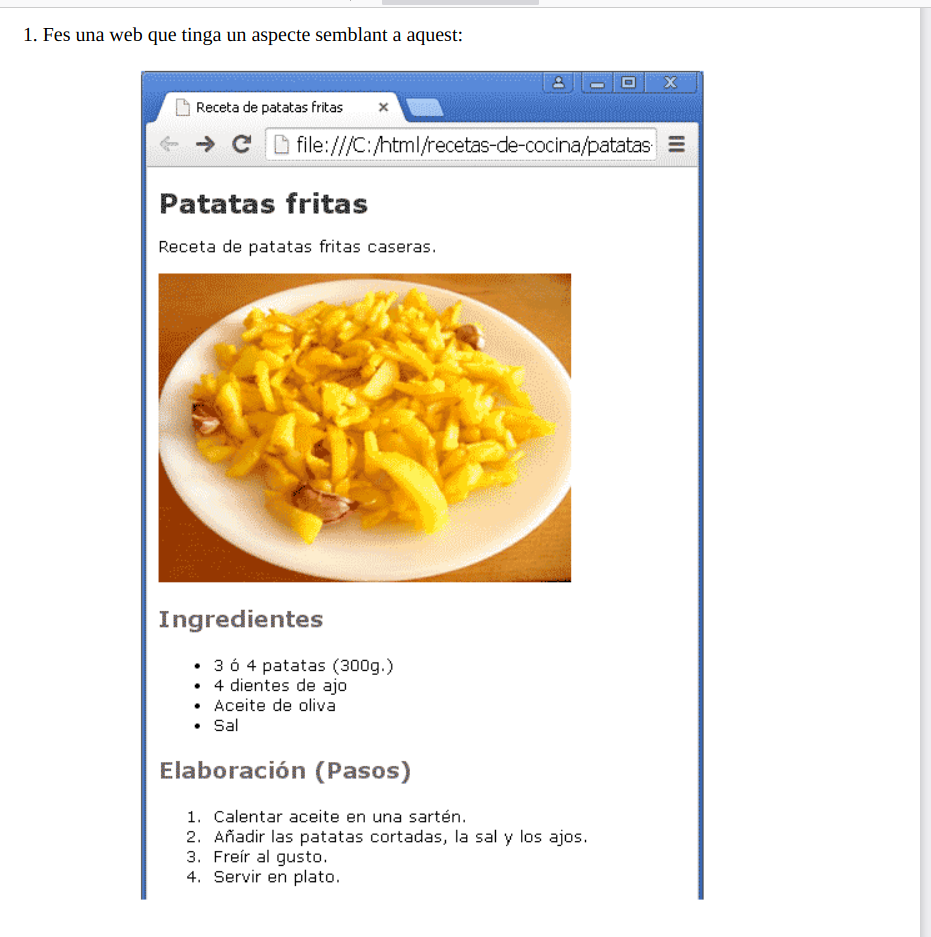 1. Fes una web que tinga un aspecte semblant a aquest:
Receta de patatas fritas
file:///C:/html/recetas-de-cocina/patatas-
Patatas fritas
Receta de patatas fritas caseras.
Ingredientes
• 3 ó 4 patatas (300g.)
• 4 dientes de ajo
• Aceite de oliva
• Sal
Elaboración (Pasos)
1. Calentar aceite en una sartén.
2. Añadir las patatas cortadas, la sal y los ajos.
3. Freír al gusto.
4. Servir en plato.